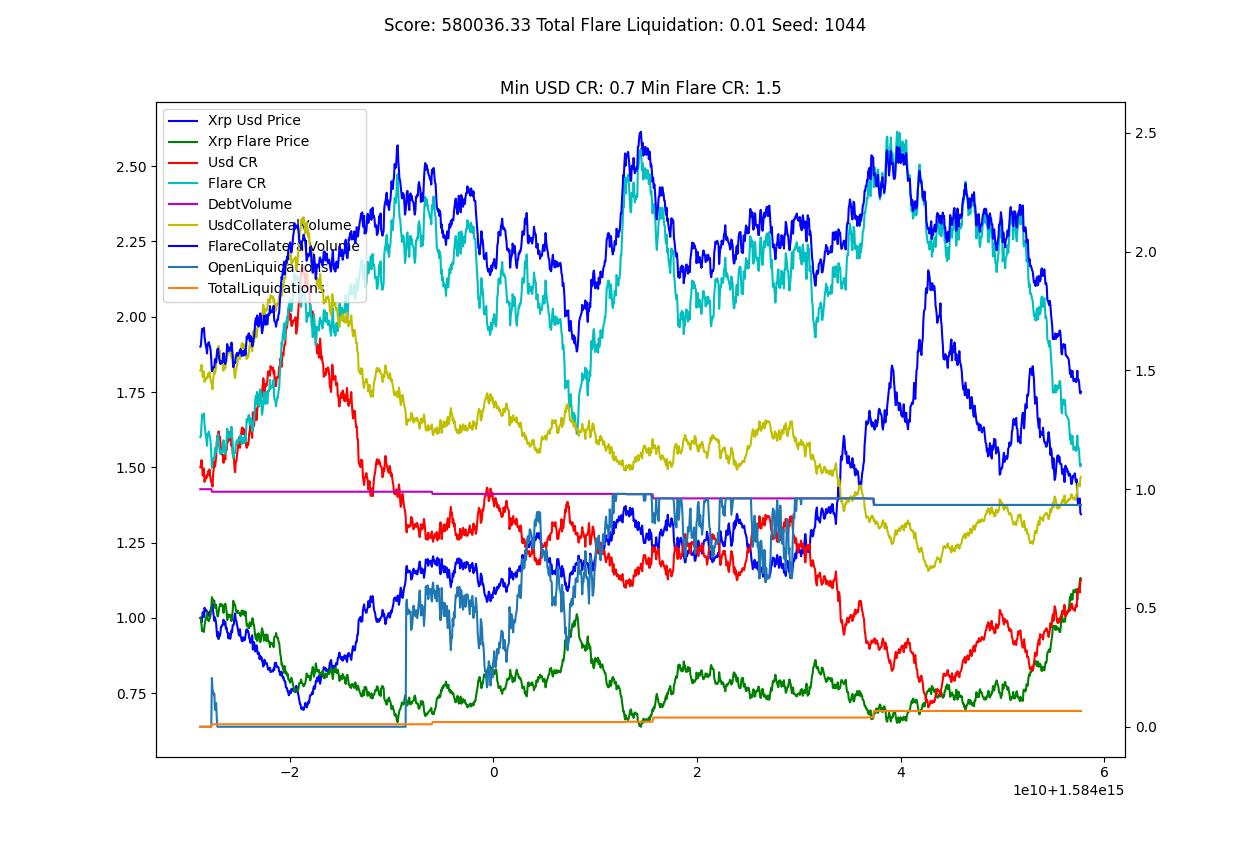 Score: 580036.33 Total Flare Liquidation: 0.01 Seed: 1044
Min USD CR: 0.7 Min Flare CR: 1.5
Xrp Usd Price
Xrp Flare Price
Usd CR
Flare CR
DebtVolume
UsdCollateralVolume
FlareCollateralVolume
OpenLiquidations
TotalLiquidations
2.50
2.25
2.00
1.75
1.50
1.25
1.00
0.75
2.5
2.0
1.5
1.0
0.5
0.0
−2 0 2 4 6
1e10+1.584e15